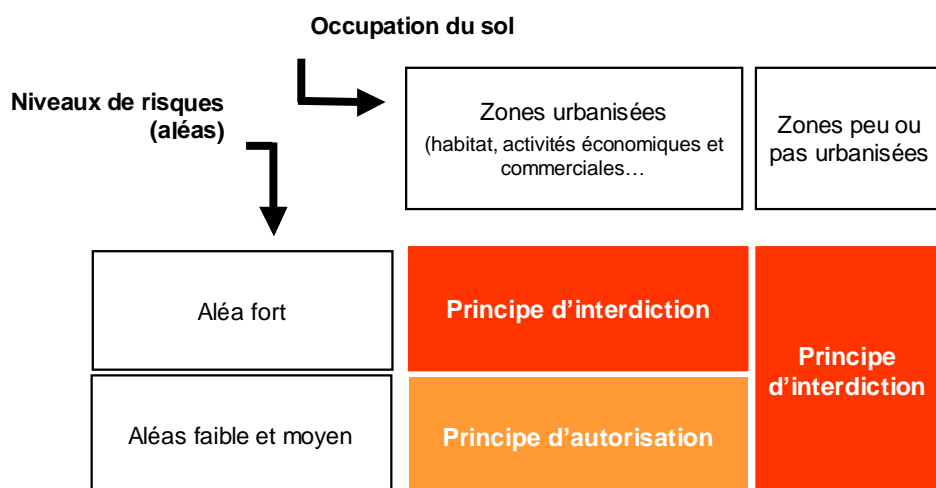 Occupation du sol
Niveaux de risques
(aléas)
Zones urbanisées
(habitat, activités économiques et
commerciales…
Zones peu ou
pas urbanisées
Aléa fort
Principe d’interdiction
Principe
d’interdiction
Aléas faible et moyen
Principe d’autorisation